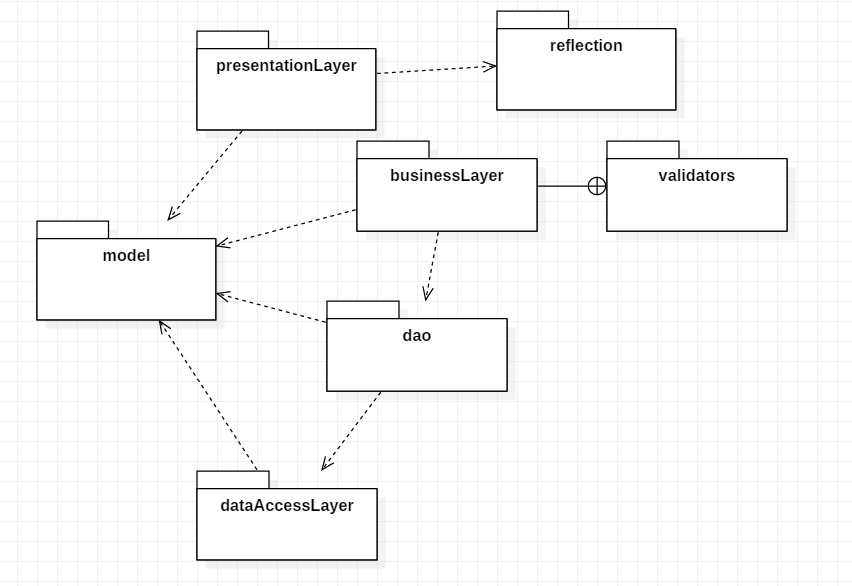 presentationLayer
reflection
businessLayer
validators
model
dao
dataAccessLayer